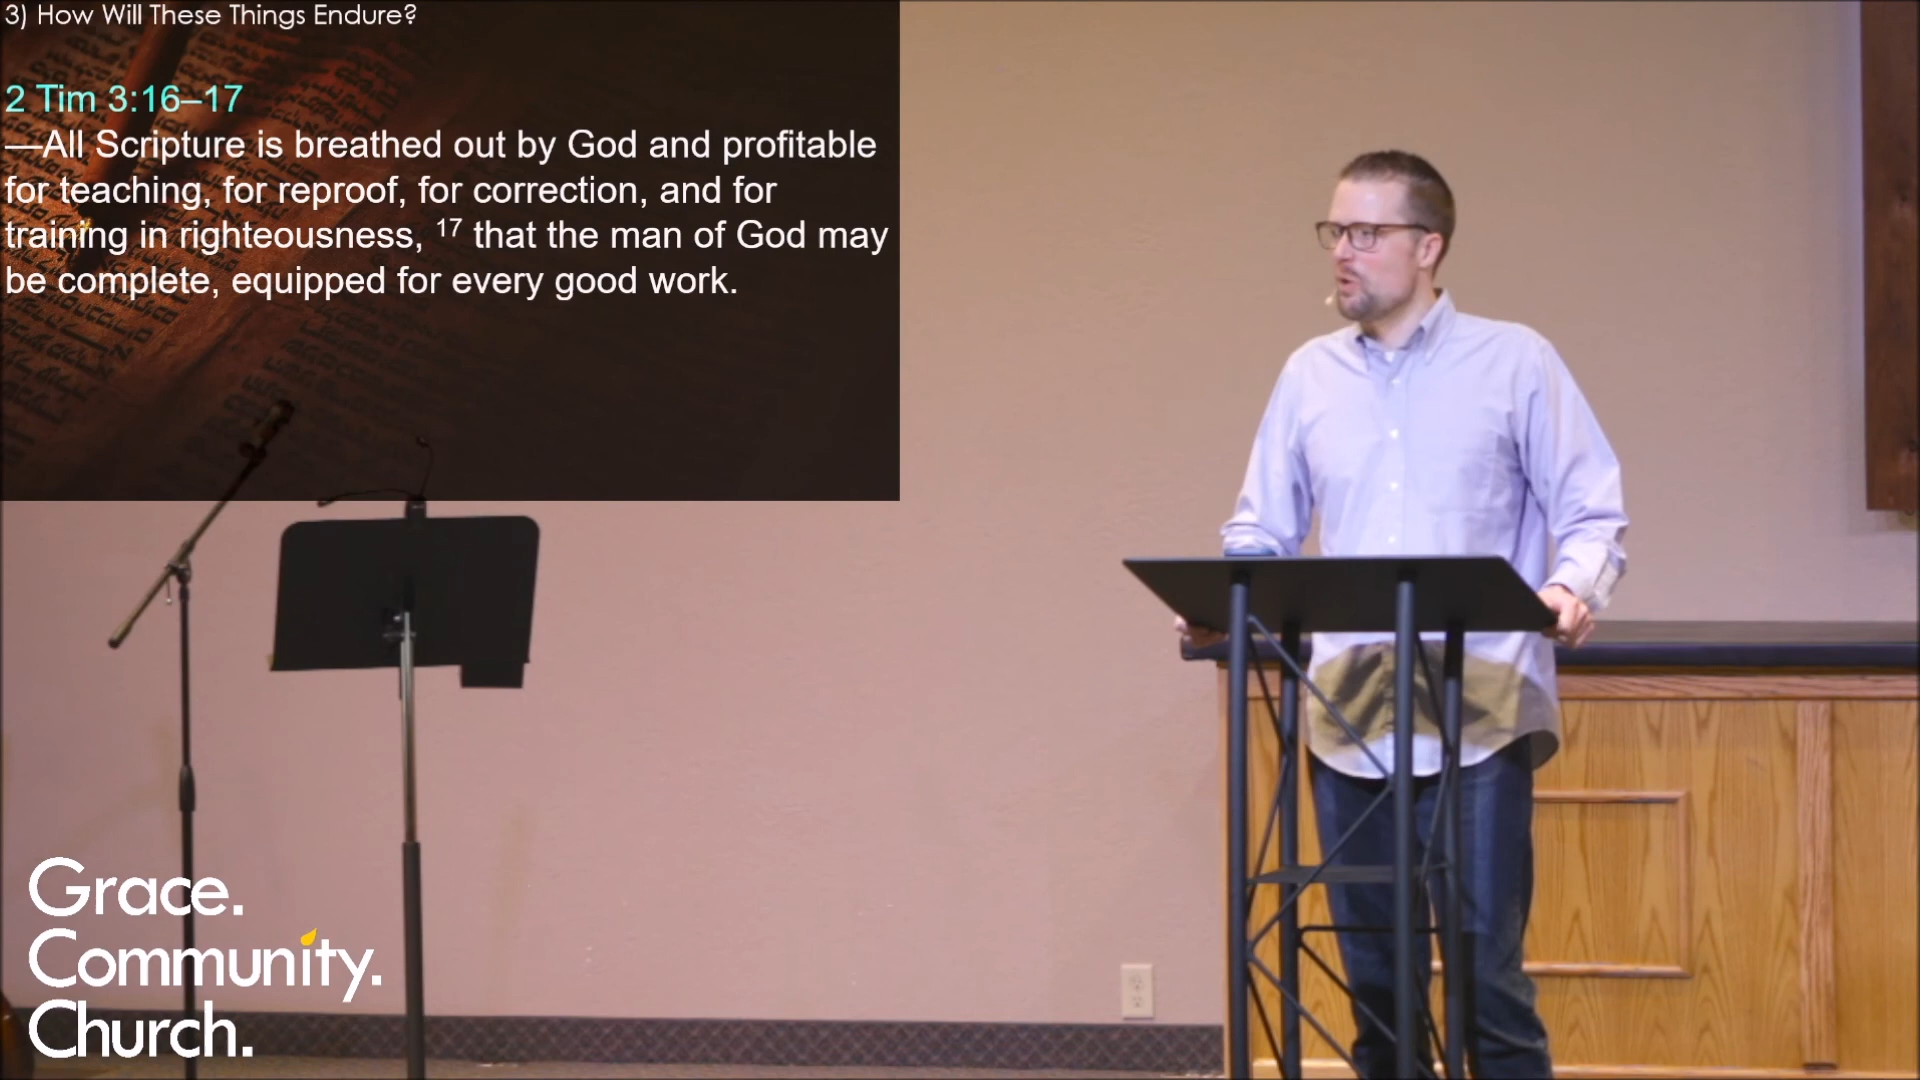 3) How Will These Things Endure?
2 Tim 3:16–17
—All Scripture is breathed out by God and profitable
for teaching, for reproof, for correction, and for
training in righteousness, 17 that the man of God may
be complete, equipped for every good work.
Grace.
Community.
Church.